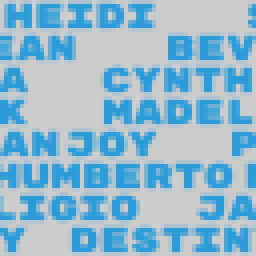 HEIDI S
EAN BEV
A CYNTH
K MADEL
AN JOY P
HUMBERTO
LIGIO JA
Y DESTIN